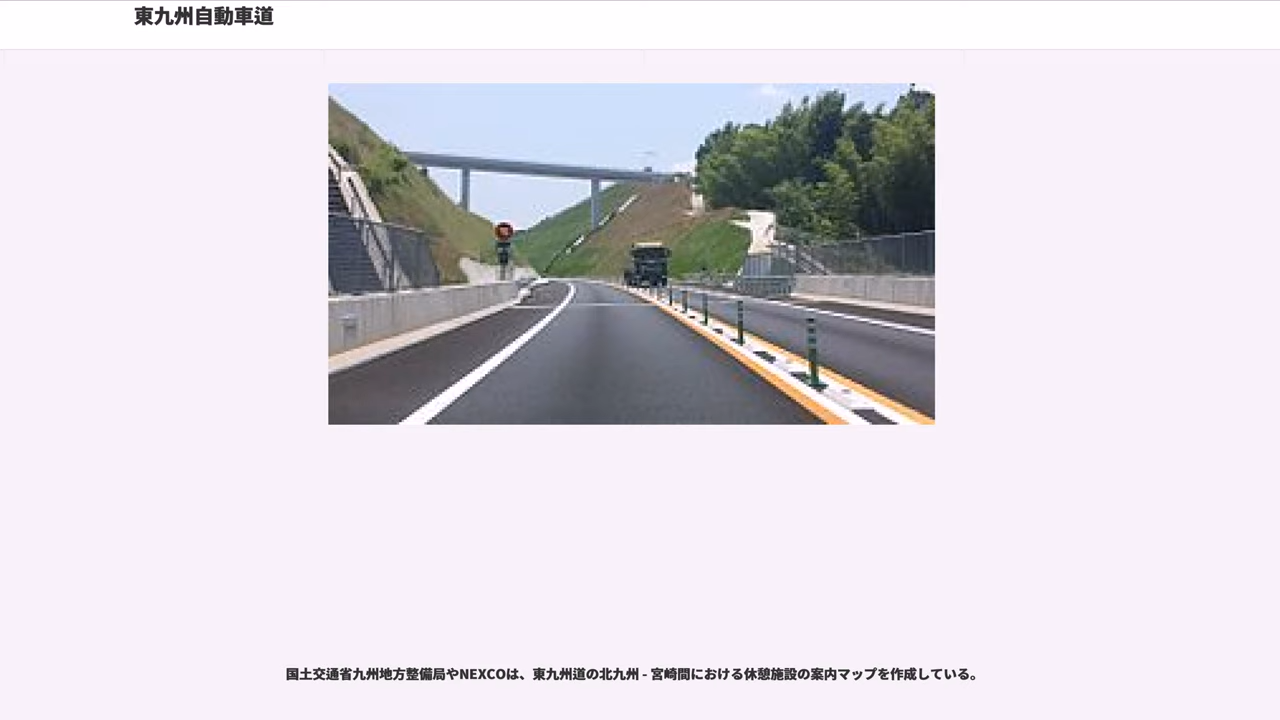 東九州自動車道
国土交通省九州地方整備局やNEXCOは、東九州道の北九州 - 宮崎間における休憩施設の案内マップを作成している。